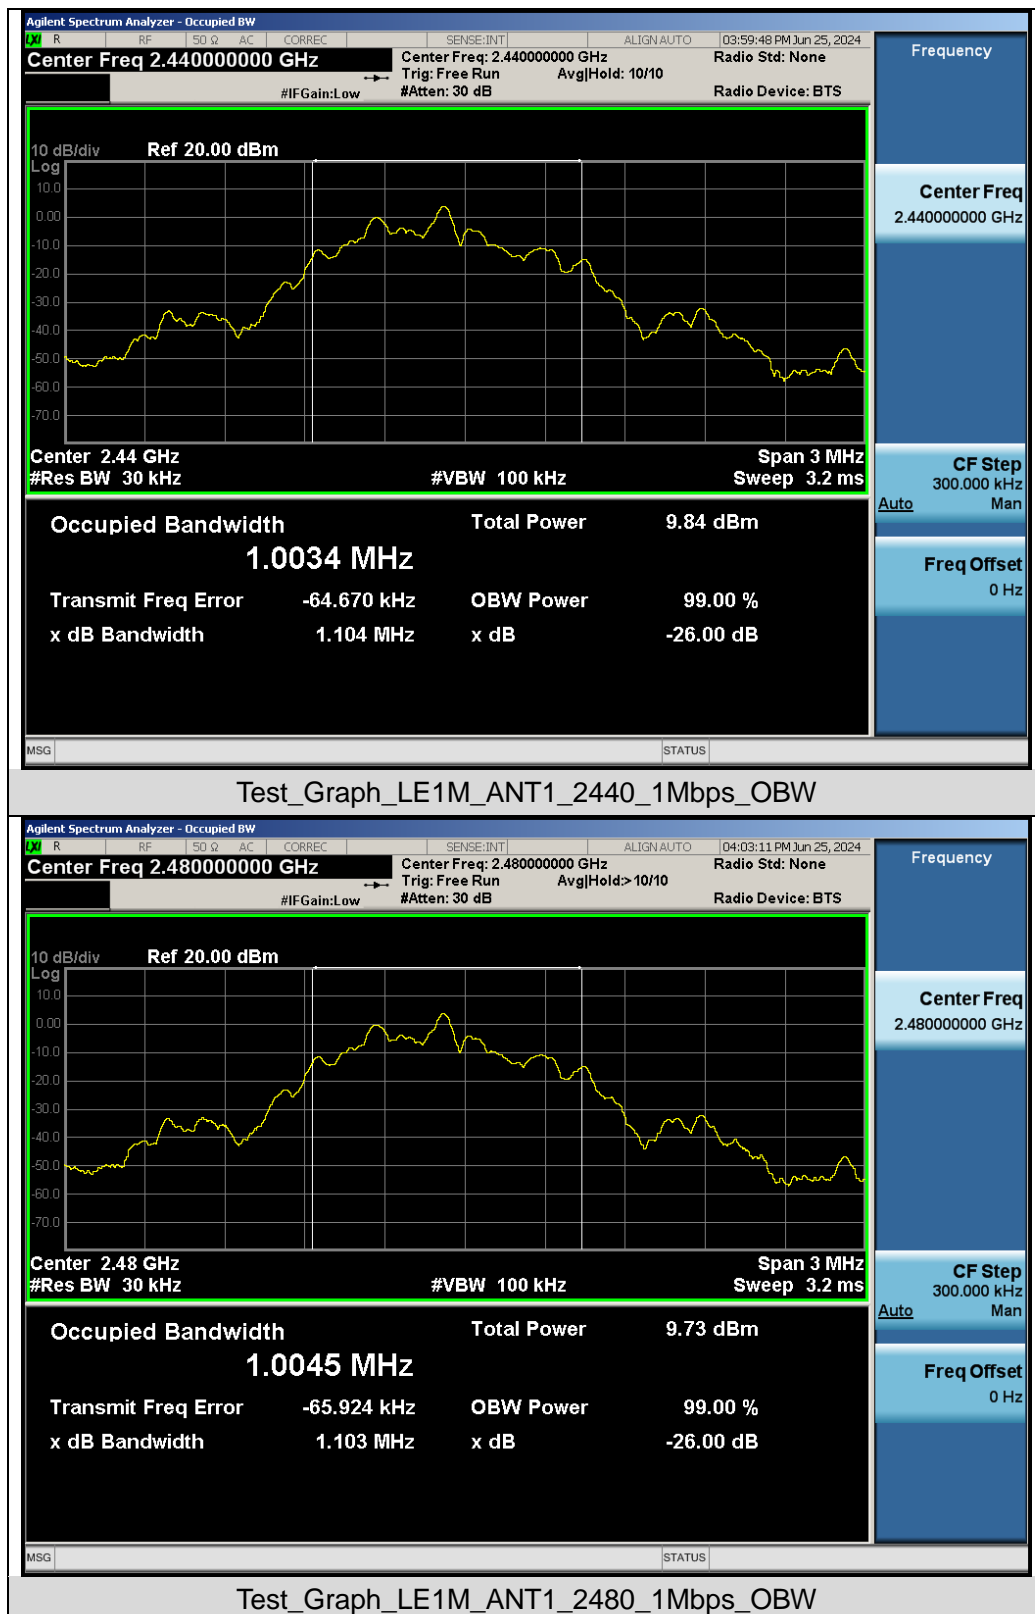 Agilent Spectrum Analyzer - Occupied BW
LXI R RF 50 Ω AC CORREC SENSE:INT ALIGN AUTO 03:59:48 PM Jun 25, 2024
Center Freq 2.440000000 GHz Center Freq: 2.440000000 GHz Radio Std: None Frequency
Trig: Free Run Avg|Hold: 10/10
#IFGain:Low #Atten: 30 dB Radio Device: BTS
10 dB/div Ref 20.00 dBm
Log
10.0
0.00
-10.0
-20.0
-30.0
-40.0
-50.0
-60.0
-70.0
Center 2.44 GHz Span 3 MHz
#Res BW 30 kHz #VBW 100 kHz Sweep 3.2 ms
Center Freq
2.440000000 GHz
CF Step
300.000 kHz
Auto Man
Freq Offset
0 Hz
Occupied Bandwidth Total Power 9.84 dBm
1.0034 MHz
Transmit Freq Error -64.670 kHz OBW Power 99.00 %
x dB Bandwidth 1.104 MHz x dB -26.00 dB
MSG STATUS
Test_Graph_LE1M_ANT1_2440_1Mbps_OBW
Agilent Spectrum Analyzer - Occupied BW
LXI R RF 50 Ω AC CORREC SENSE:INT ALIGN AUTO 04:03:11 PM Jun 25, 2024
Center Freq 2.480000000 GHz Center Freq: 2.480000000 GHz Radio Std: None Frequency
Trig: Free Run Avg|Hold:>10/10
#IFGain:Low #Atten: 30 dB Radio Device: BTS
10 dB/div Ref 20.00 dBm
Log
10.0
0.00
-10.0
-20.0
-30.0
-40.0
-50.0
-60.0
-70.0
Center 2.48 GHz Span 3 MHz
#Res BW 30 kHz #VBW 100 kHz Sweep 3.2 ms
Center Freq
2.480000000 GHz
CF Step
300.000 kHz
Auto Man
Freq Offset
0 Hz
Occupied Bandwidth Total Power 9.73 dBm
1.0045 MHz
Transmit Freq Error -65.924 kHz OBW Power 99.00 %
x dB Bandwidth 1.103 MHz x dB -26.00 dB
MSG STATUS
Test_Graph_LE1M_ANT1_2480_1Mbps_OBW